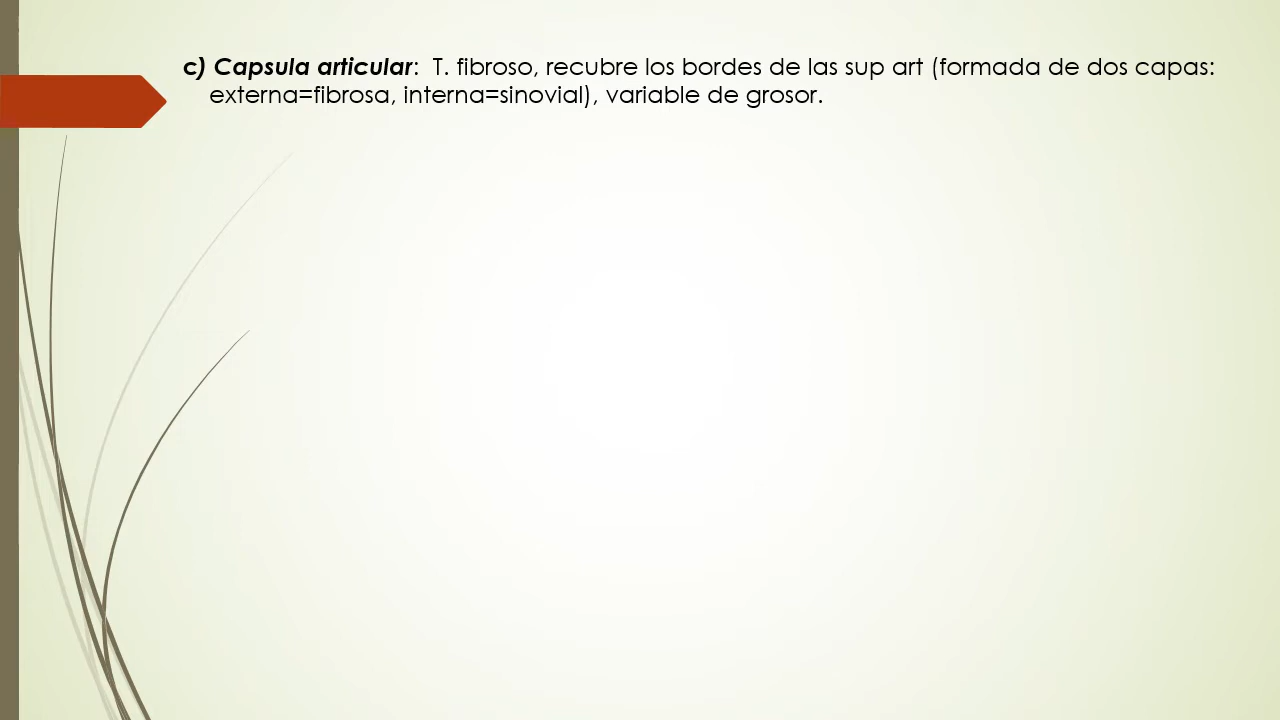 c) Capsula articular:  T. fibroso, recubre los bordes de las sup art (formada de dos capas:
externa=fibrosa, interna=sinovial), variable de grosor.